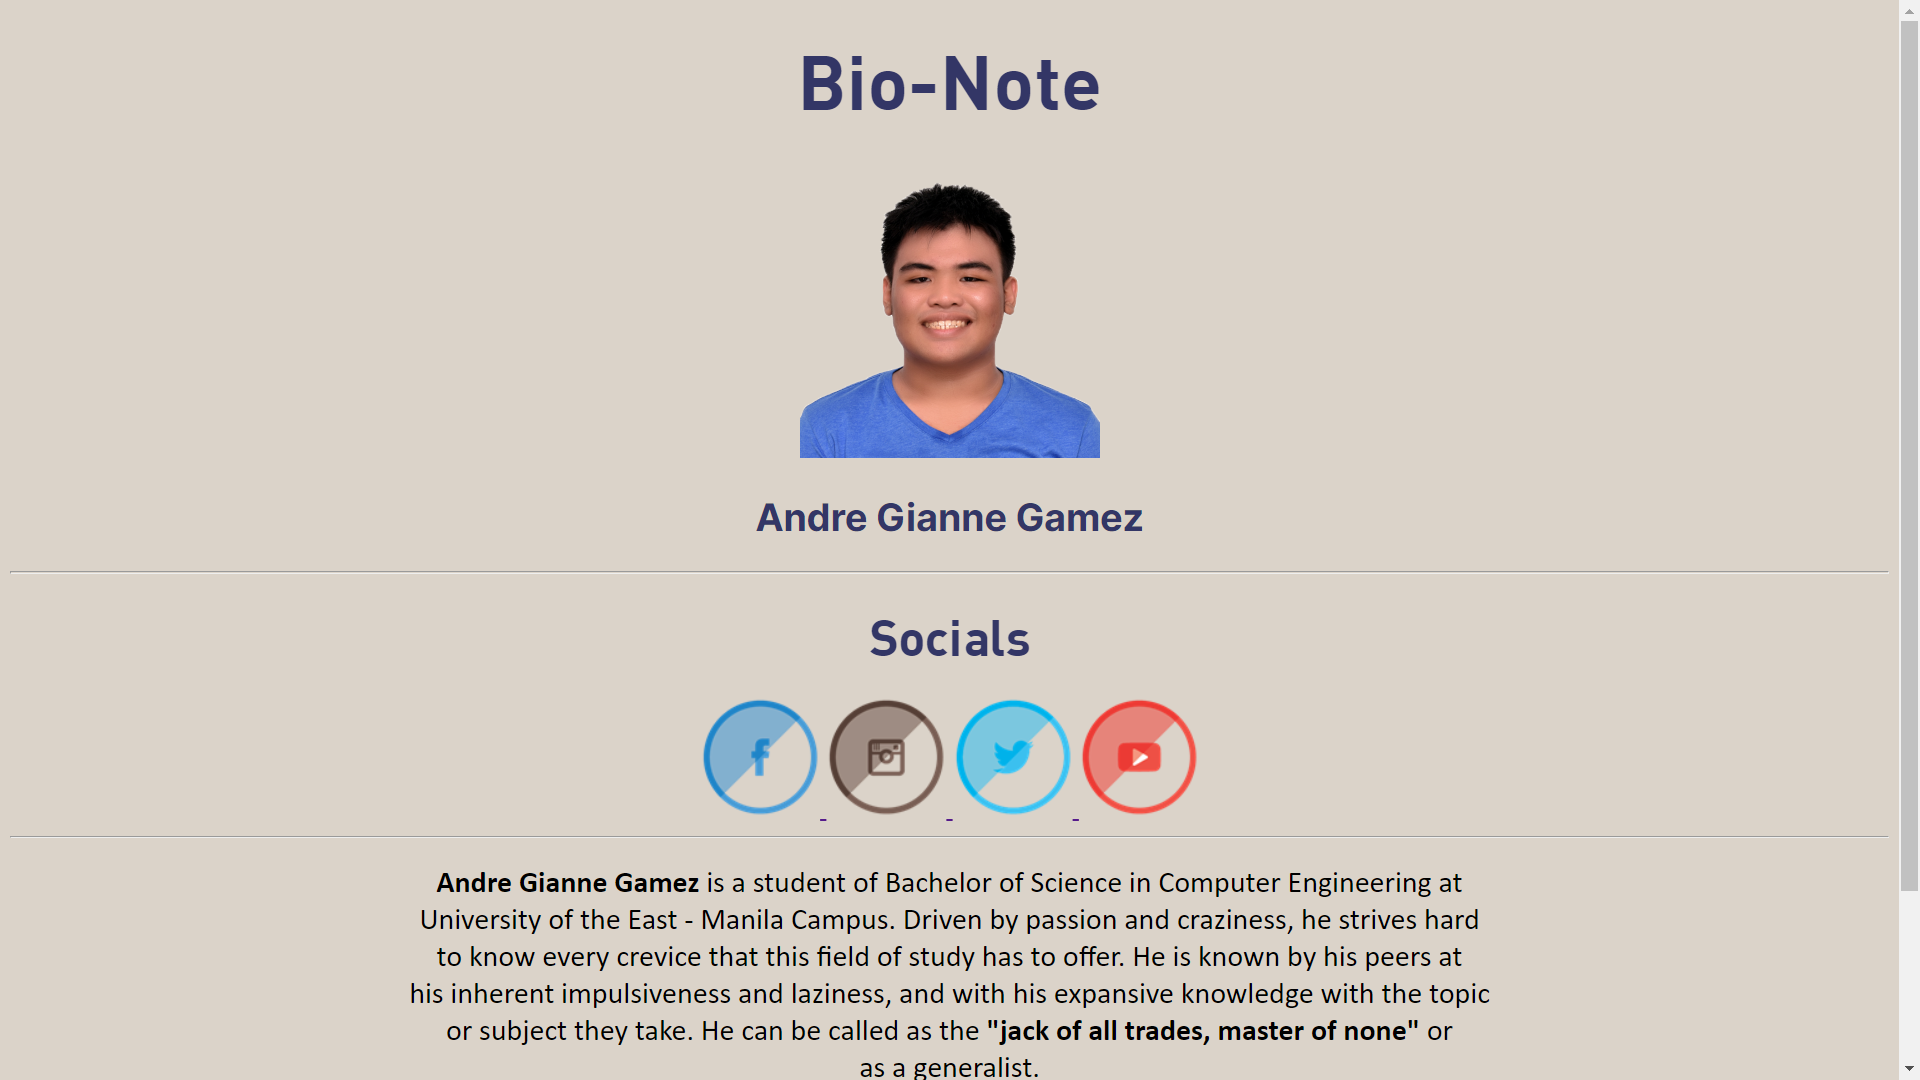 Bio-Note
Andre Gianne Gamez
Socials
Andre Gianne Gamez is a student of Bachelor of Science in Computer Engineering at
University of the East - Manila Campus. Driven by passion and craziness, he strives hard
to know every crevice that this field of study has to offer. He is known by his peers at
his inherent impulsiveness and laziness, and with his expansive knowledge with the topic
or subject they take. He can be called as the "jack of all trades, master of none" or
as a generalist.